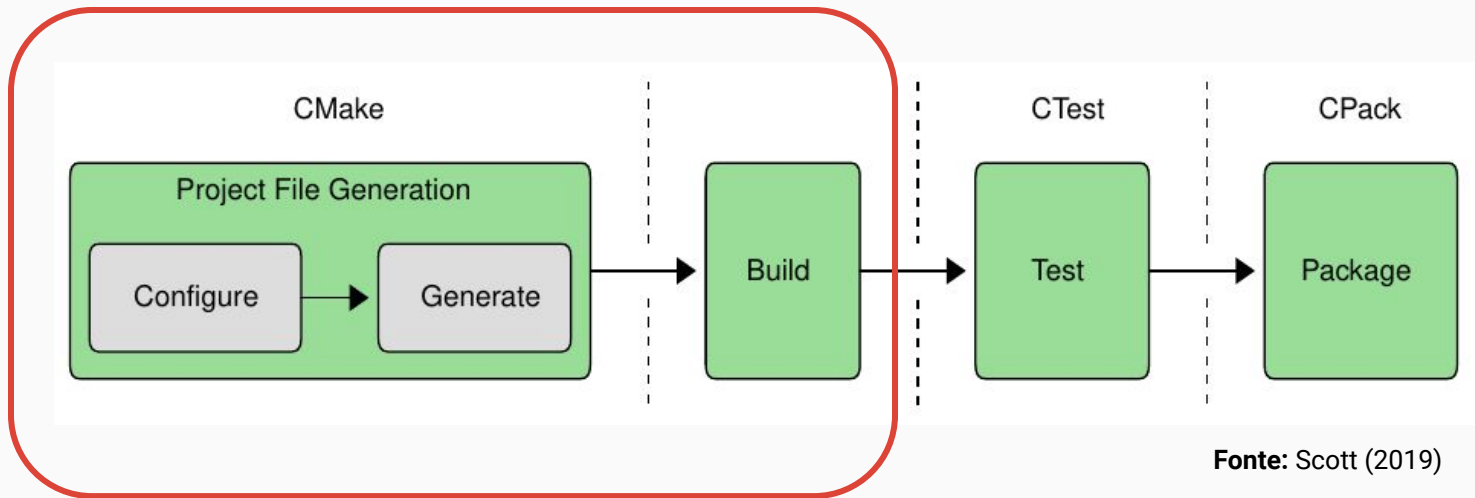 CMake
CTest
CPack
Project File Generation
Configure
Generate
Build
Test
Package
Fonte: Scott (2019)